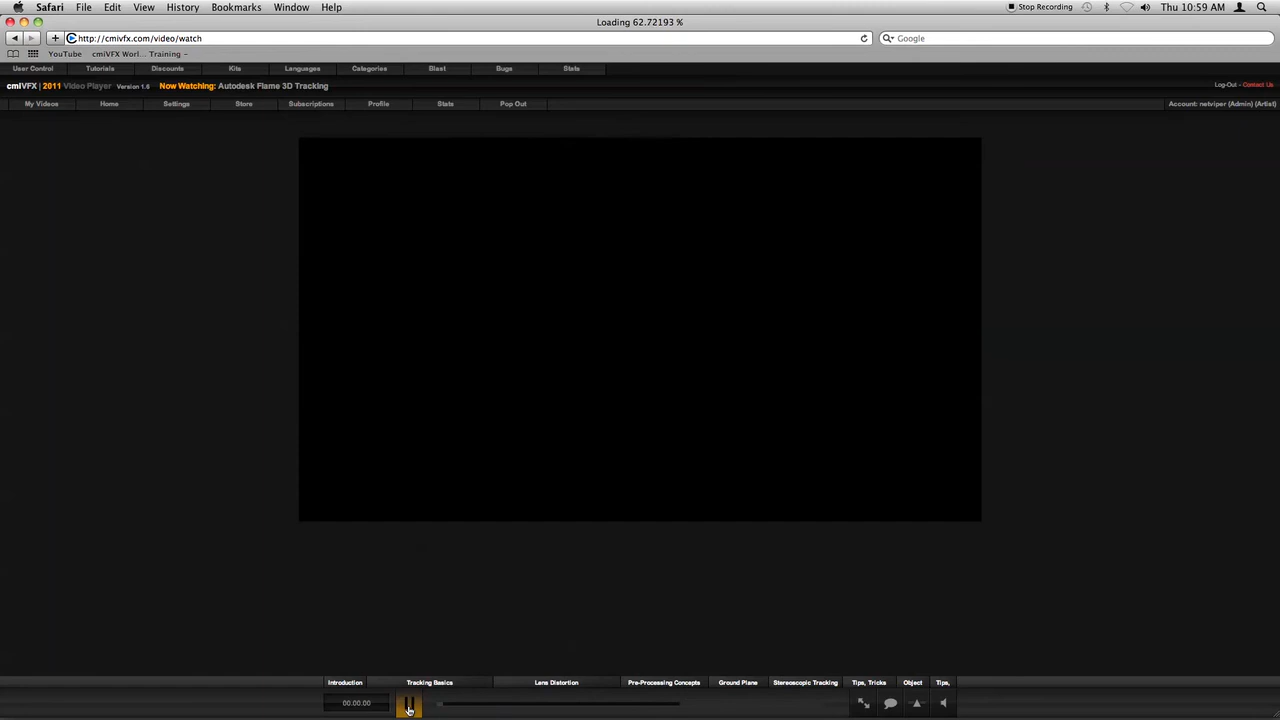 Safari File Edit View History Bookmarks Window Help Stop Recording Thu 10:59 AM
Loading 62.72193 %
http://cmivfx.com/video/watch Google
YouTube cmiVFX Worl... Training –
User Control Tutorials Discounts Kits Languages Categories Blast Bugs Stats
cmiVFX | 2011 Video Player Version 1.6 Now Watching: Autodesk Flame 3D Tracking Log-Out - Contact Us
My Videos Home Settings Store Subscriptions Profile Stats Pop Out Account: netviper (Admin) (Artist)
Introduction Tracking Basics Lens Distortion Pre-Processing Concepts Ground Plane Stereoscopic Tracking Tips, Tricks Object Tips,
00.00.00